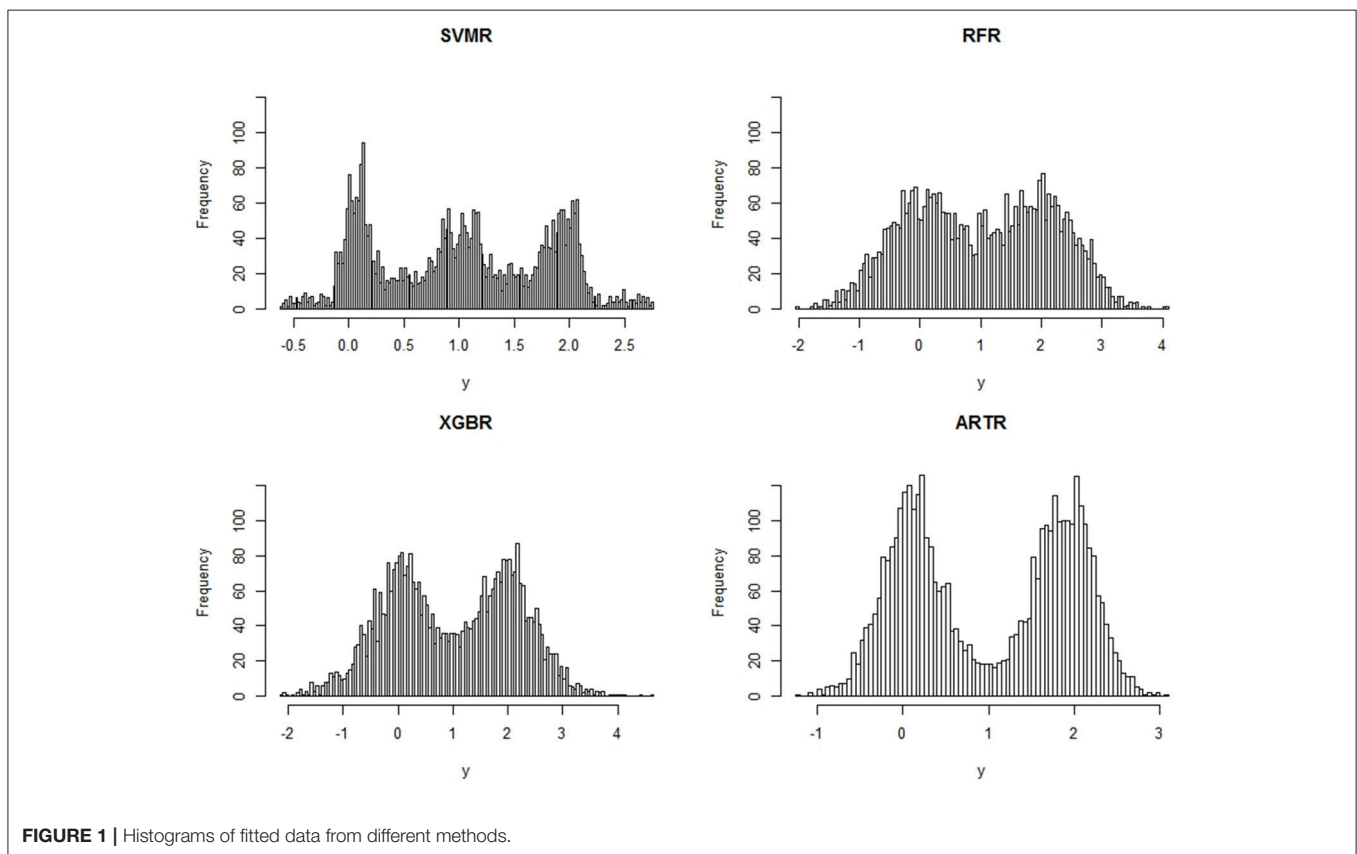 SVMR
Frequency
0 20 40 60 80 100
-0.5 0.0 0.5 1.0 1.5 2.0 2.5
y
RFR
Frequency
0 20 40 60 80 100
-2 -1 0 1 2 3 4
y
XGBR
Frequency
0 20 40 60 80 100
-2 -1 0 1 2 3 4
y
ARTR
Frequency
0 20 40 60 80 100
-1 0 1 2 3
y
FIGURE 1 | Histograms of fitted data from different methods.